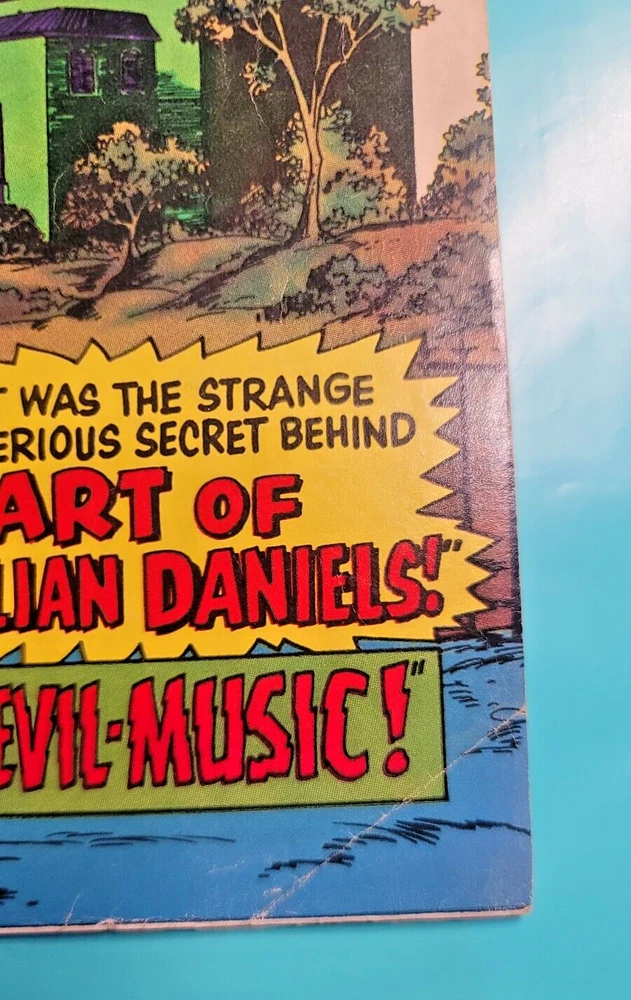 WAS THE STRANGE
ERIOUS SECRET BEHIND
ART OF
LIAN DANIELS!"
EVIL-MUSIC!"